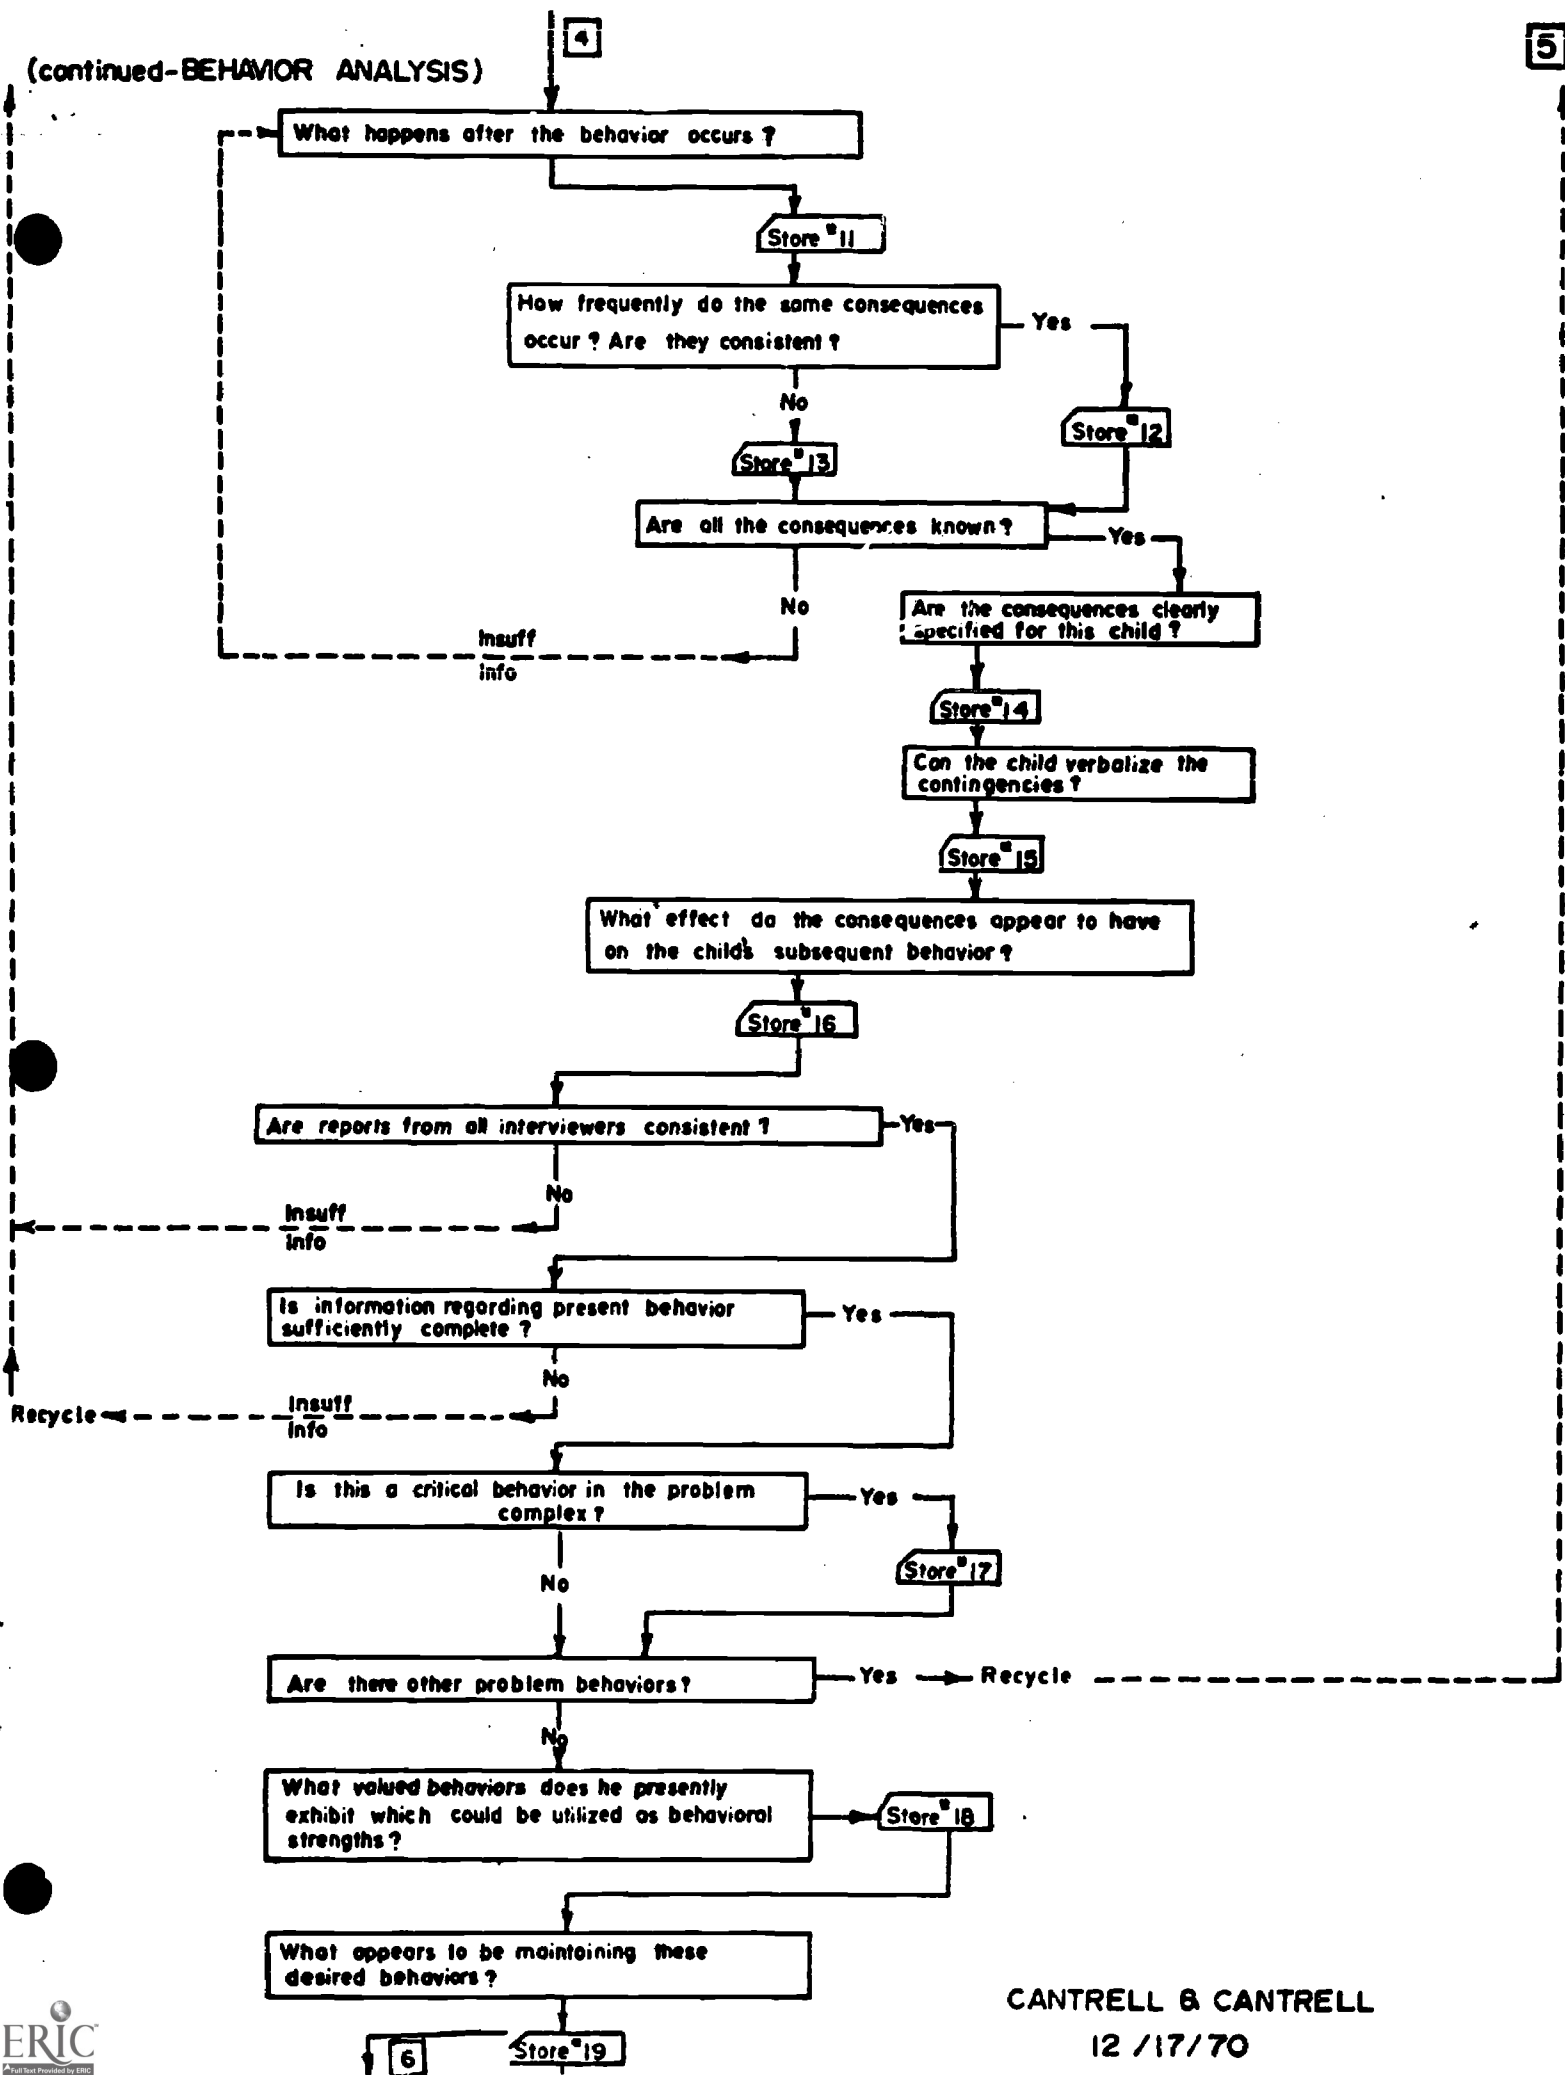 4
5
(continued-BEHAVIOR ANALYSIS)
What happens after the behavior occurs?
Store #11
How frequently do the same consequences
occur? Are they consistent?
Yes
No
Store #12
Store #13
Are all the consequences known?
Yes
No
Are the consequences clearly
specified for this child?
Insuff
Info
Store #14
Can the child verbalize the
contingencies?
Store #15
What effect do the consequences appear to have
on the child's subsequent behavior?
Store #16
Are reports from all interviewers consistent?
Yes
No
Insuff
Info
Is information regarding present behavior
sufficiently complete?
Yes
No
Insuff
Info
Recycle
Is this a critical behavior in the problem
complex?
Yes
Store #17
No
Are there other problem behaviors?
Yes
Recycle
No
What valued behaviors does he presently
exhibit which could be utilized as behavioral
strengths?
Store #18
What appears to be maintaining these
desired behaviors?
Store #19
6
CANTRELL & CANTRELL
12/17/70
ERIC
Full Text Provided by ERIC